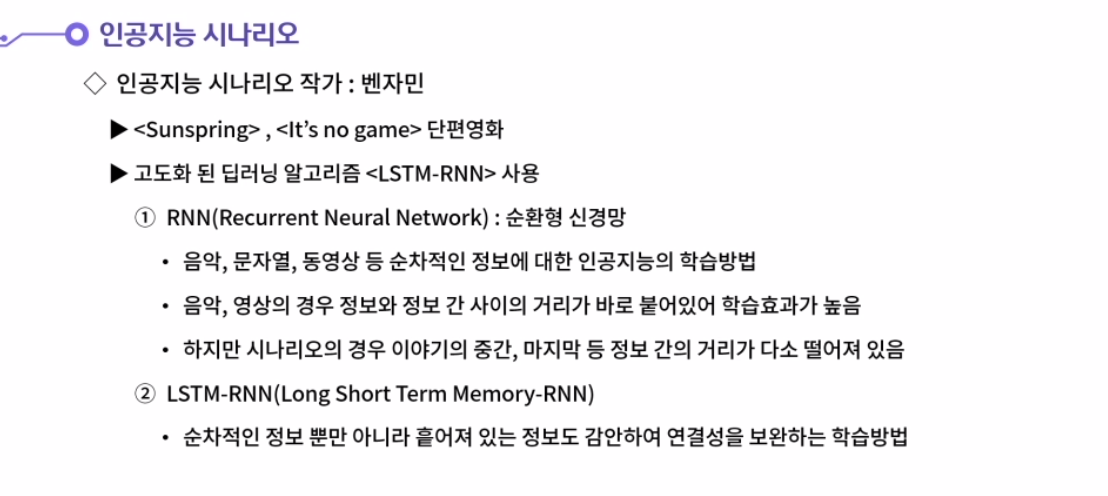 인공지능 시나리오
◇ 인공지능 시나리오 작가 : 벤자민
▶ <Sunspring> , <It’s no game> 단편영화
▶ 고도화 된 딥러닝 알고리즘 <LSTM-RNN> 사용
① RNN(Recurrent Neural Network) : 순환형 신경망
• 음악, 문자열, 동영상 등 순차적인 정보에 대한 인공지능의 학습방법
• 음악, 영상의 경우 정보와 정보 간 사이의 거리가 바로 붙어있어 학습효과가 높음
• 하지만 시나리오의 경우 이야기의 중간, 마지막 등 정보 간의 거리가 다소 떨어져 있음
② LSTM-RNN(Long Short Term Memory-RNN)
• 순차적인 정보 뿐만 아니라 흩어져 있는 정보도 감안하여 연결성을 보완하는 학습방법